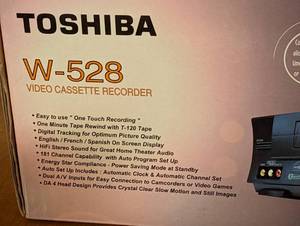 TOSHIBA
W-528
VIDEO CASSETTE RECORDER
• Easy to use " One Touch Recording "
• One Minute Tape Rewind with T-120 Tape
• Digital Tracking for Optimum Picture Quality
• English / French / Spanish On Screen Display
• HiFi Stereo Sound for Great Home Theater Audio
• 181 Channel Capability with Auto Program Set Up
• Energy Star Compliance - Power Saving Mode at Standby
• Auto Set Up Includes : Automatic Clock & Automatic Channel Set
• Dual A/V Inputs for Easy Connection to Camcorders or Video Games
• DA 4 Head Design Provides Crystal Clear Slow Motion and Still Images